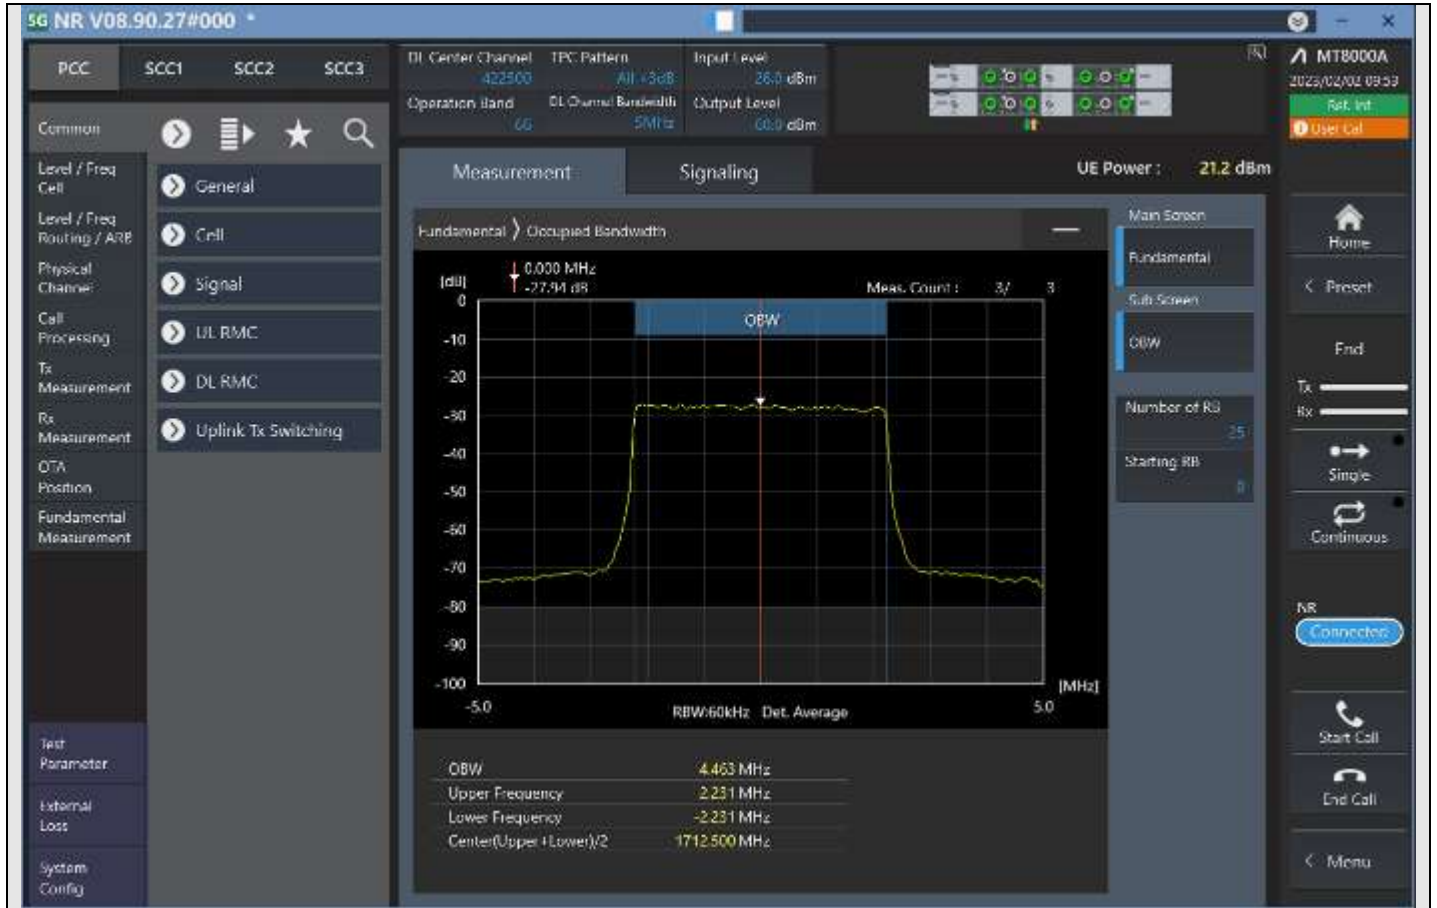 5G NR V08.90.27#000 *
PCC SCC1 SCC2 SCC3
DL Center Channel 422500
TPC Pattern All +3dB
Input Level 26.0 dBm
Operation Band 66
DL Channel Bandwidth 5MHz
Output Level -60.0 dBm
MT8000A
2023/02/02 09:53
Ref. Int
User Cal
Common
Level / Freq
Cell
Level / Freq
Routing / ARB
Physical
Channel
Call
Processing
Tx
Measurement
Rx
Measurement
OTA
Position
Fundamental
Measurement
Test
Parameter
External
Loss
System
Config
General
Cell
Signal
UL RMC
DL RMC
Uplink Tx Switching
Measurement Signaling
UE Power : 21.2 dBm
Fundamental Occupied Bandwidth
[dB]
0.000 MHz
-27.94 dB
Meas. Count : 3/ 3
OBW
0
-10
-20
-30
-40
-50
-60
-70
-80
-90
-100
-5.0
5.0
[MHz]
RBW:60kHz Det. Average
OBW 4.463 MHz
Upper Frequency 2.231 MHz
Lower Frequency -2.231 MHz
Center(Upper+Lower)/2 1712.500 MHz
Main Screen
Fundamental
Sub Screen
OBW
Number of RB
25
Starting RB
0
Home
Preset
End
Tx
Rx
Single
Continuous
NR
Connected
Start Call
End Call
Menu